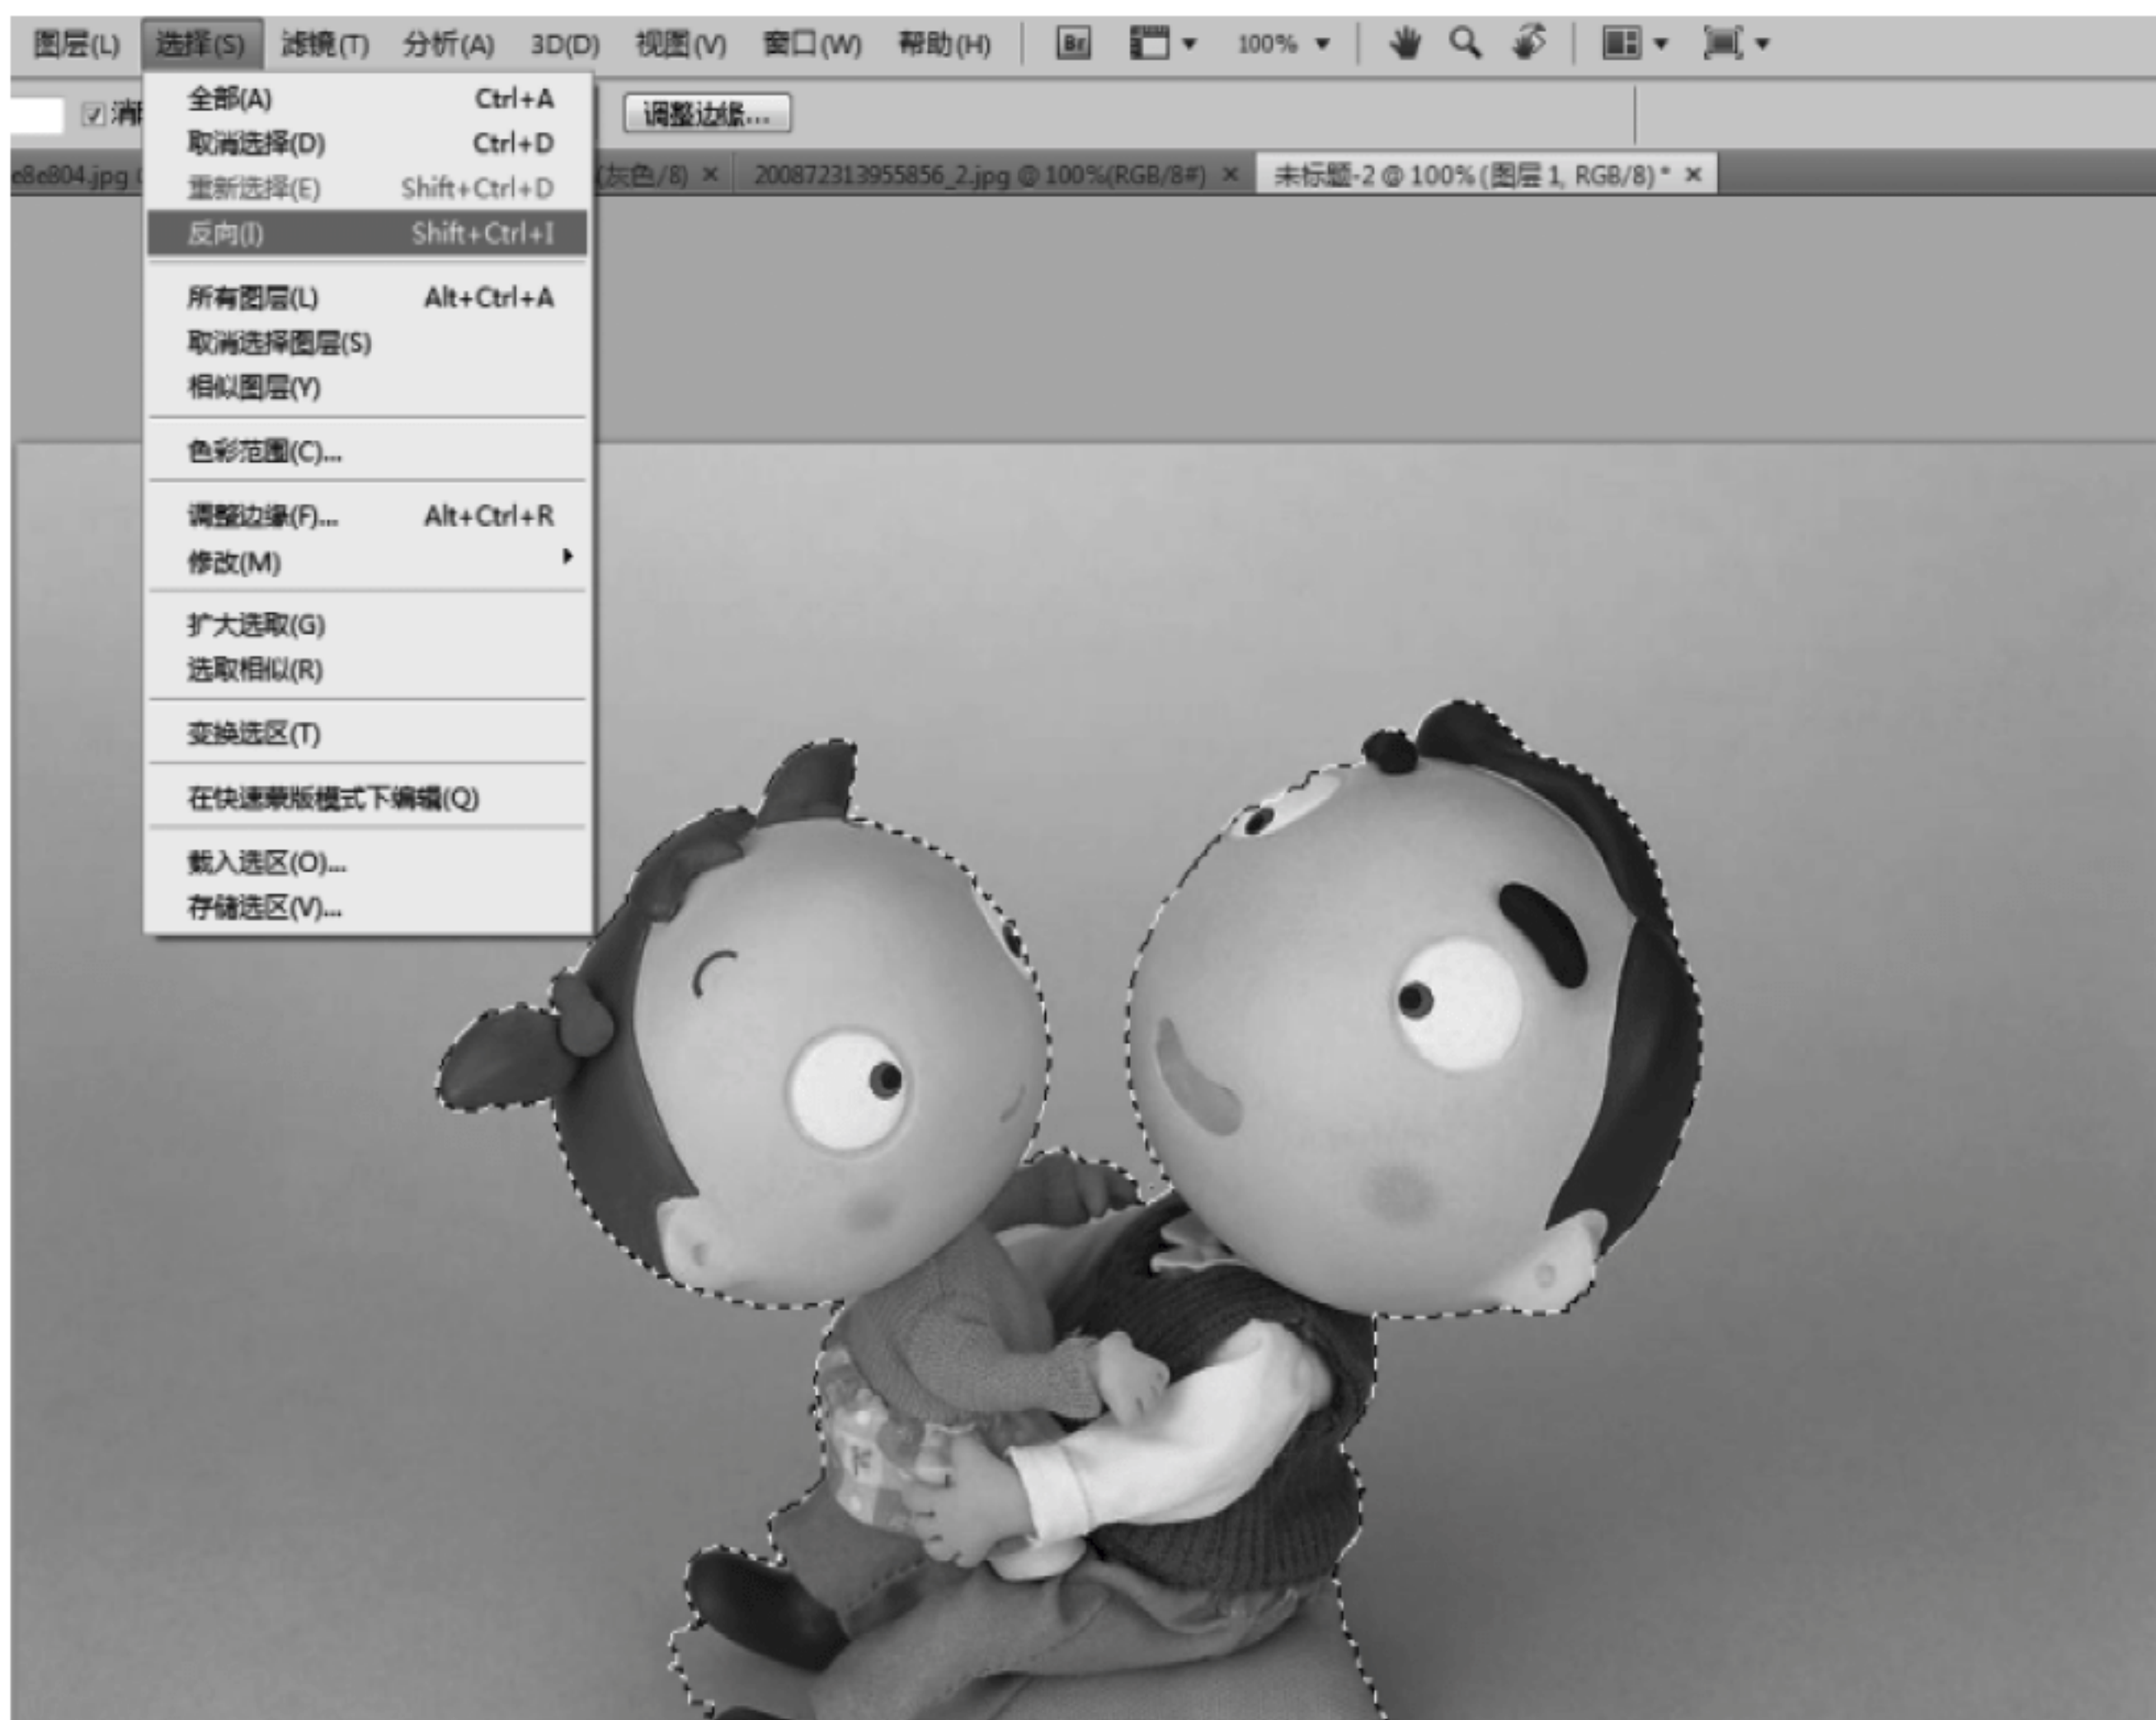 图层(L) 选择(S) 滤镜(T) 分析(A) 3D(D) 视图(V) 窗口(W) 帮助(H) Br 100%
消 调整边缘...
e8e804.jpg (灰色/8) × 200872313955856_2.jpg @ 100%(RGB/8#) × 未标题-2 @ 100% (图层 1, RGB/8) * ×
全部(A) Ctrl+A
取消选择(D) Ctrl+D
重新选择(E) Shift+Ctrl+D
反向(I) Shift+Ctrl+I
所有图层(L) Alt+Ctrl+A
取消选择图层(S)
相似图层(Y)
色彩范围(C)...
调整边缘(F)... Alt+Ctrl+R
修改(M)
扩大选取(G)
选取相似(R)
变换选区(T)
在快速蒙版模式下编辑(Q)
载入选区(O)...
存储选区(V)...